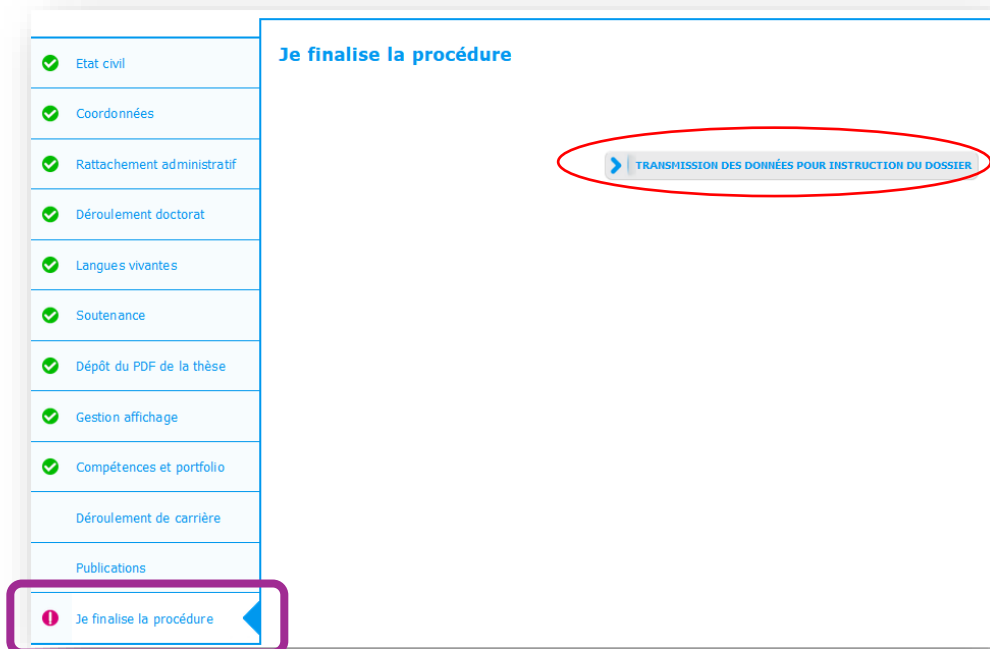 Etat civil
Coordonnées
Rattachement administratif
Déroulement doctorat
Langues vivantes
Soutenance
Dépôt du PDF de la thèse
Gestion affichage
Compétences et portfolio
Déroulement de carrière
Publications
Je finalise la procédure
Je finalise la procédure
TRANSMISSION DES DONNÉES POUR INSTRUCTION DU DOSSIER